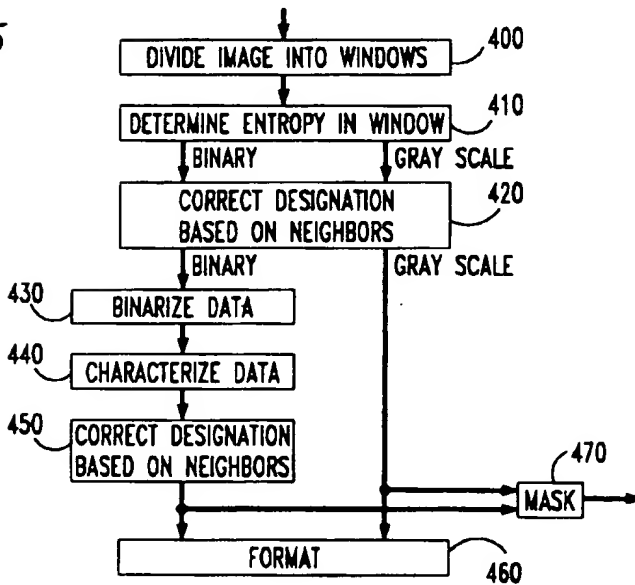 5
400
DIVIDE IMAGE INTO WINDOWS
410
DETERMINE ENTROPY IN WINDOW
BINARY GRAY SCALE
420
CORRECT DESIGNATION
BASED ON NEIGHBORS
BINARY GRAY SCALE
430
BINARIZE DATA
440
CHARACTERIZE DATA
450
CORRECT DESIGNATION
BASED ON NEIGHBORS
470
MASK
FORMAT
460